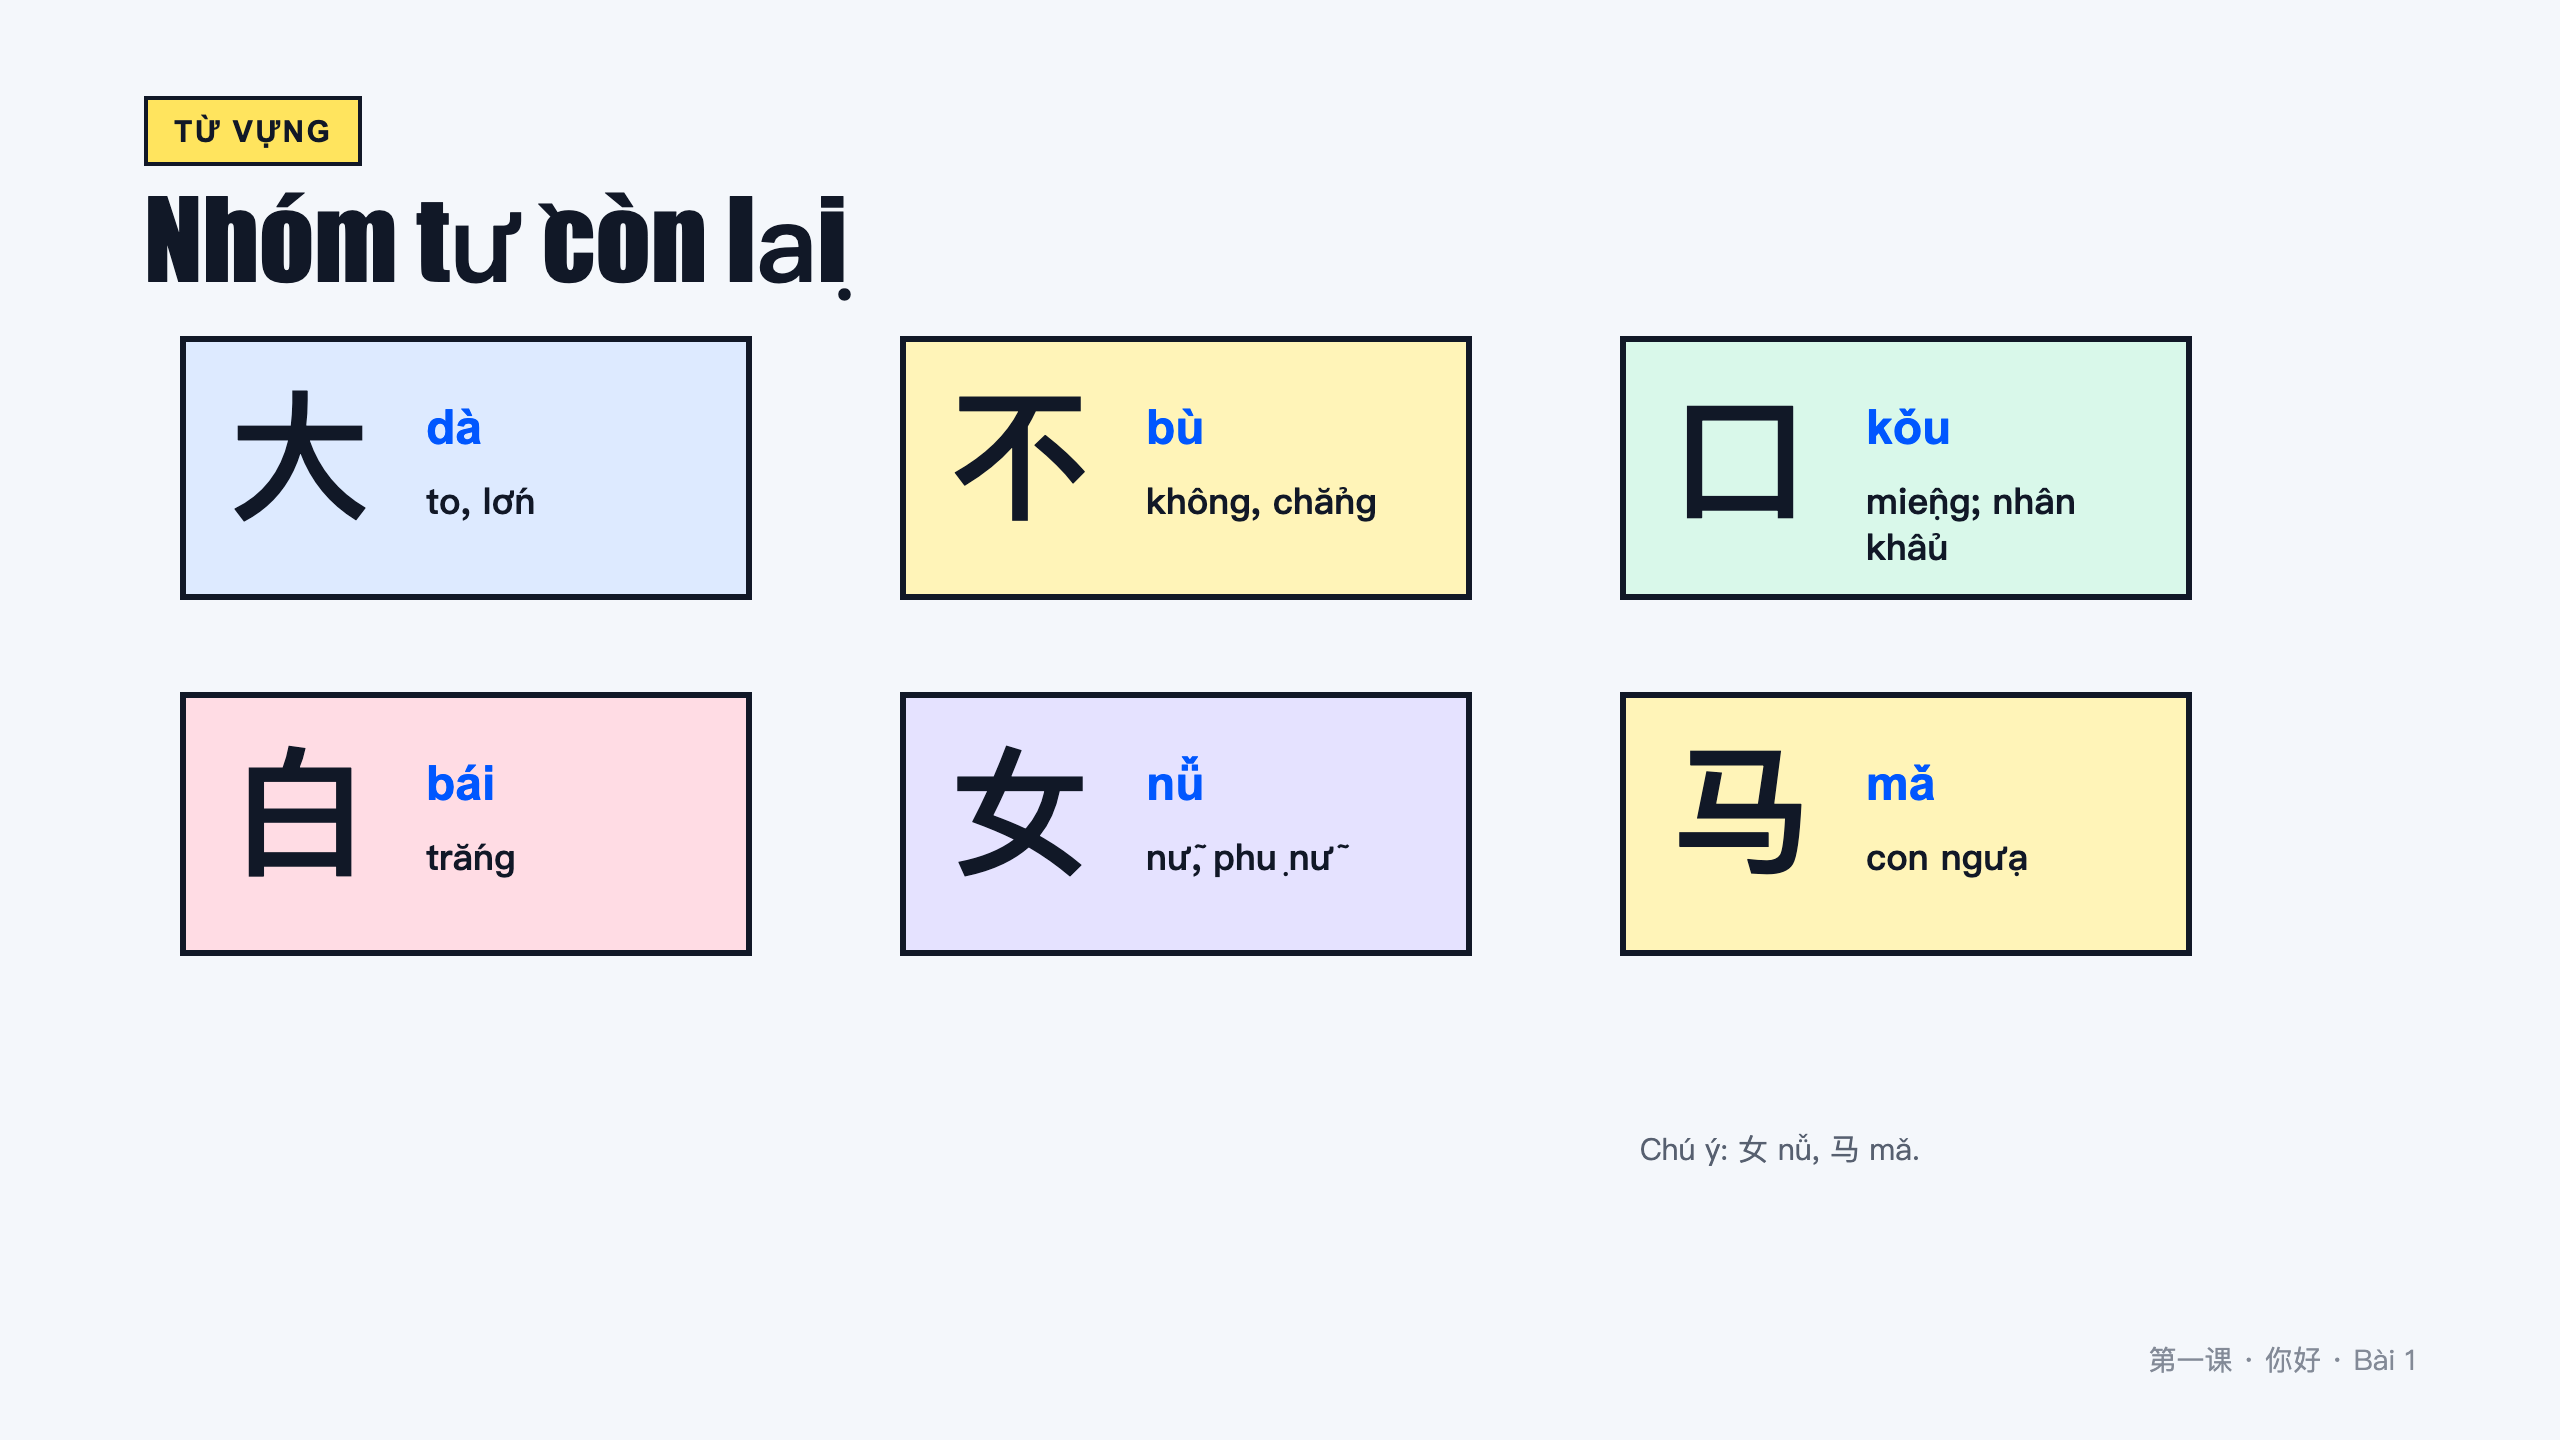 TỪ VỰNG
Nhóm từ còn lại
大
dà
to, lớn
不
bù
không, chẳng
口
kǒu
miệng; nhân
khẩu
白
bái
trắng
女
nǚ
nữ, phụ nữ
马
mǎ
con ngựa
Chú ý: 女 nǚ, 马 mǎ.
第一课 · 你好 · Bài 1